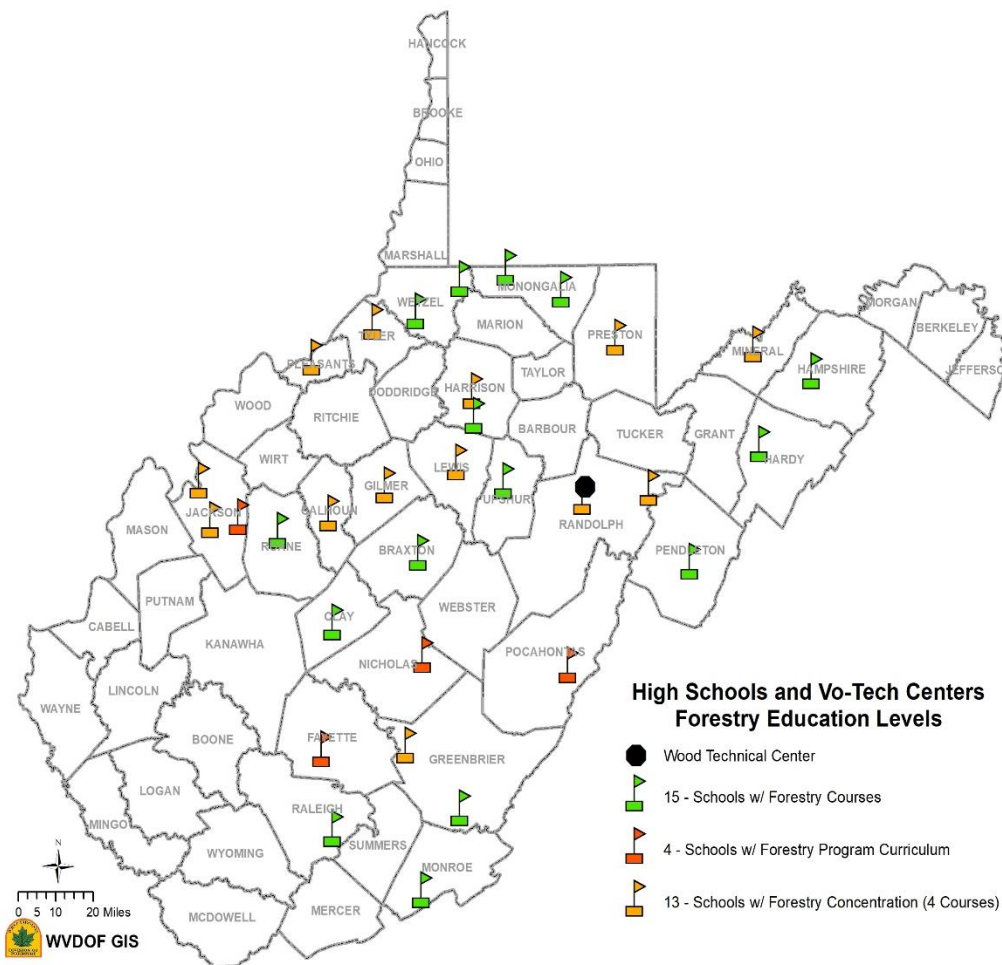 HANCOCK
BROOKE
OHIO
MARSHALL
WETZEL
MONONGALIA
MARION
TYLER
PLEASANTS
PRESTON
MORGAN
BERKELEY
JEFFERSON
MINERAL
HAMPSHIRE
HARRISON
TAYLOR
DODDRIDGE
WOOD
RITCHIE
BARBOUR
TUCKER
GRANT
HARDY
WIRT
LEWIS
GILMER
UPSHUR
RANDOLPH
JACKSON
CALHOUN
MASON
ROANE
BRAXTON
PENDLETON
PUTNAM
CLAY
WEBSTER
CABELL
KANAWHA
NICHOLAS
POCAHONTAS
LINCOLN
WAYNE
BOONE
FAYETTE
GREENBRIER
LOGAN
RALEIGH
MINGO
SUMMERS
WYOMING
MONROE
MCDOWELL
MERCER
High Schools and Vo-Tech Centers
Forestry Education Levels
Wood Technical Center
15 - Schools w/ Forestry Courses
4 - Schools w/ Forestry Program Curriculum
13 - Schools w/ Forestry Concentration (4 Courses)
N
0 5 10 20 Miles
WVDOF GIS